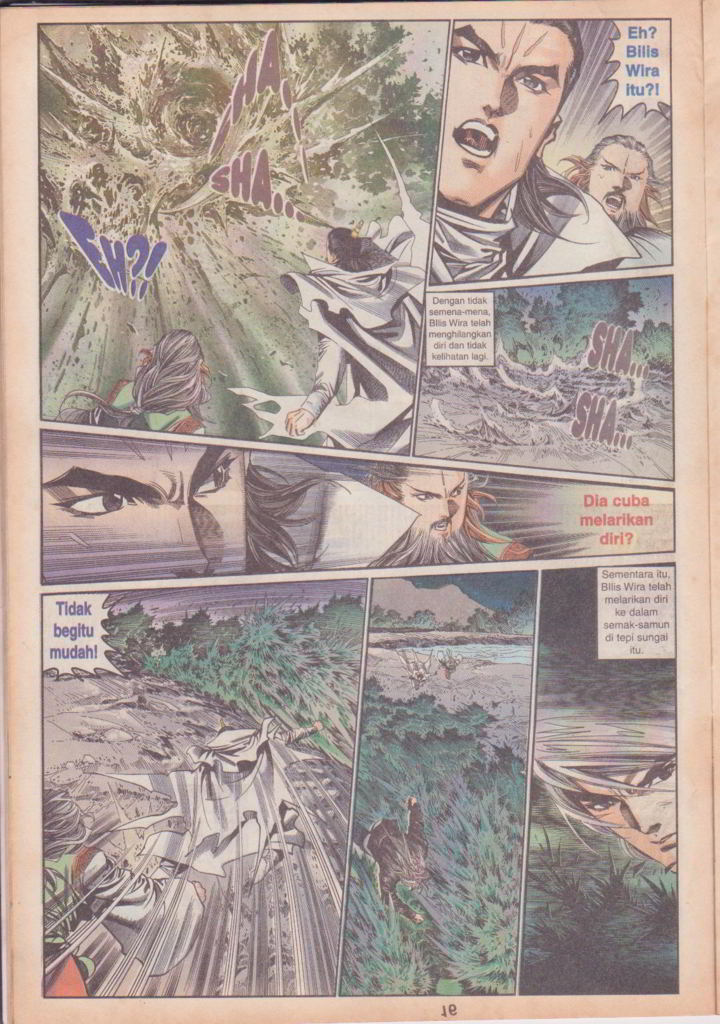 HA...
SHA...
EH?!
Eh?
Bilis
Wira
itu?!
Dengan tidak
semena-mena,
BIlis Wira telah
menghilangkan
diri dan tidak
kelihatan lagi.
SHA...
SHA...
Dia cuba
melarikan
diri?
Tidak
begitu
mudah!
Sementara itu,
BIlis Wira telah
melarikan diri
ke dalam
semak-samun
di tepi sungai
itu.
16